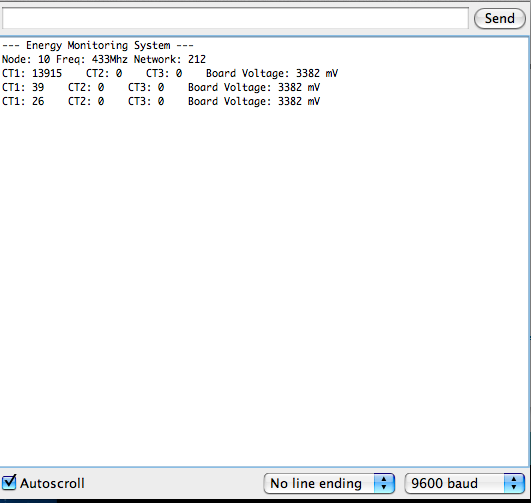 Send
--- Energy Monitoring System ---
Node: 10 Freq: 433Mhz Network: 212
CT1: 13915    CT2: 0    CT3: 0    Board Voltage: 3382 mV
CT1: 39    CT2: 0    CT3: 0    Board Voltage: 3382 mV
CT1: 26    CT2: 0    CT3: 0    Board Voltage: 3382 mV
Autoscroll    No line ending    9600 baud